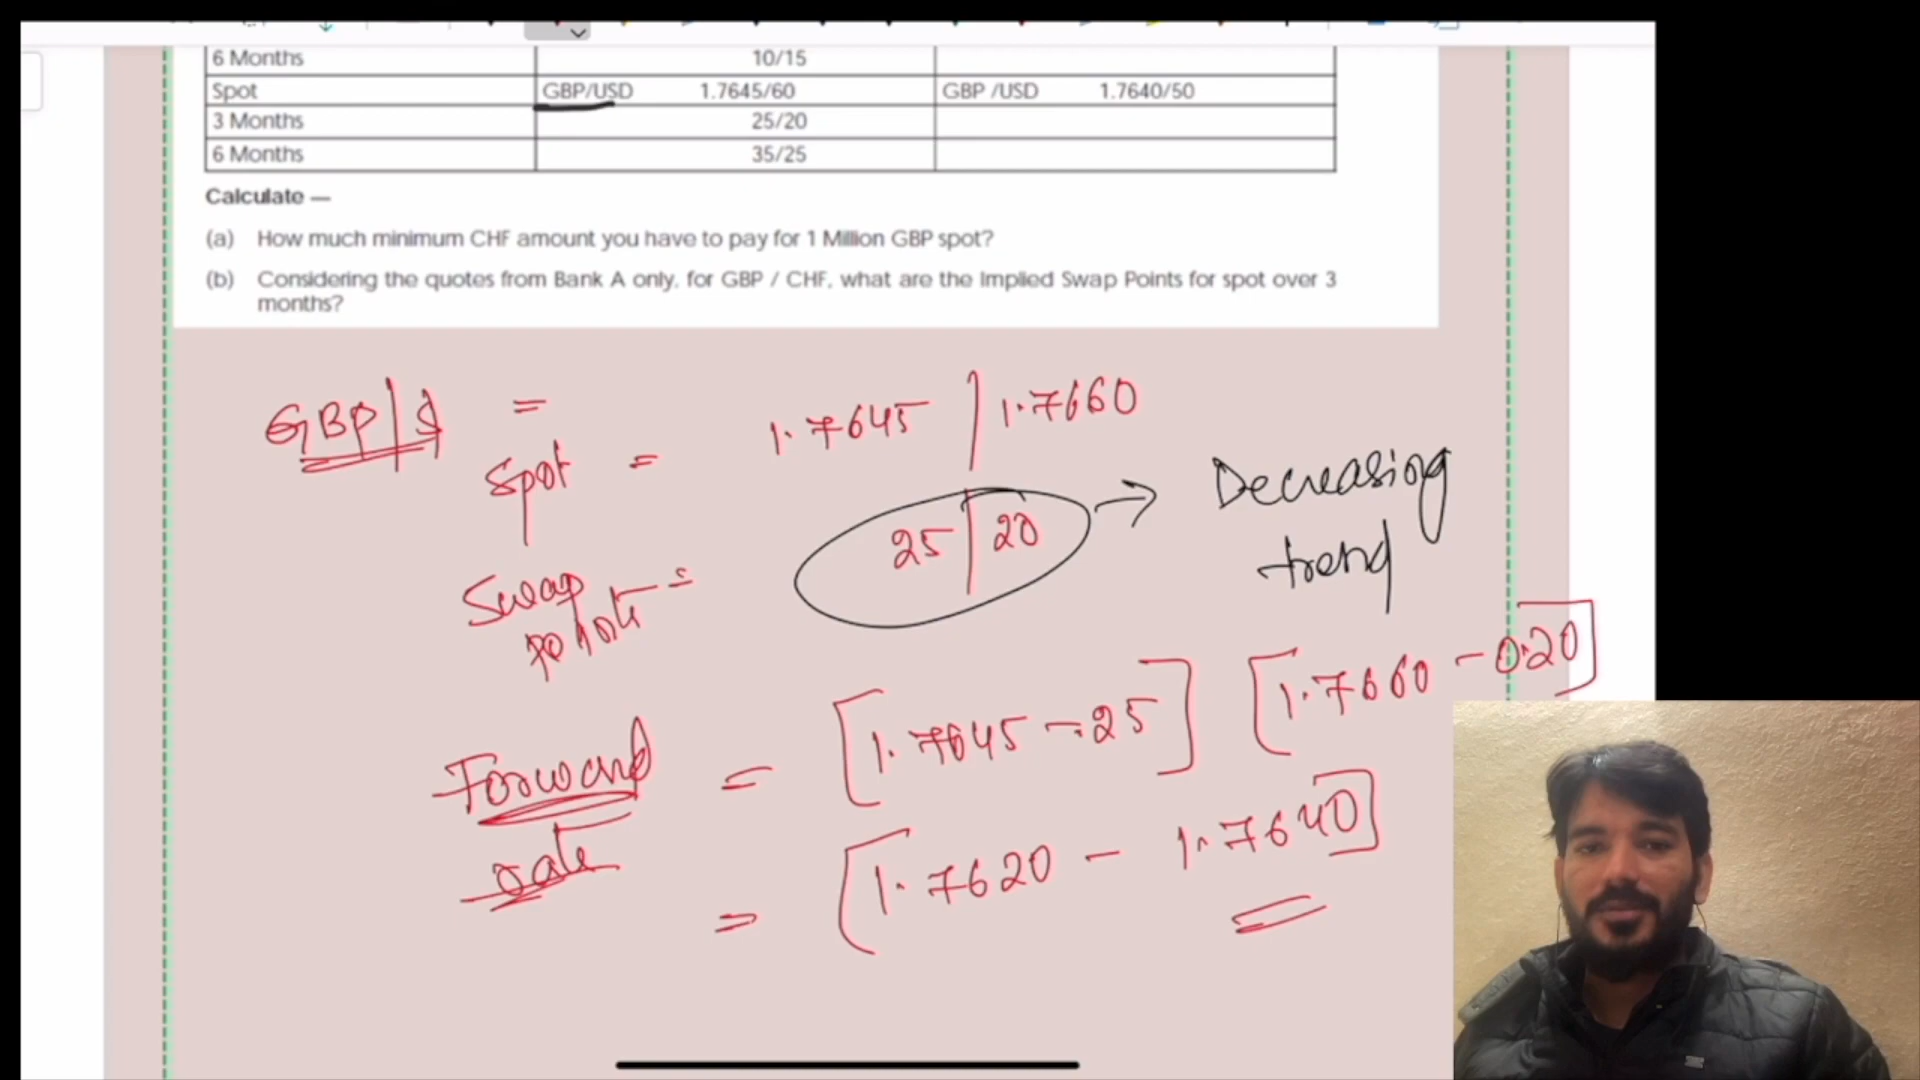 6 Months 10/15
Spot GBP/USD 1.7645/60 GBP /USD 1.7640/50
3 Months 25/20
6 Months 35/25
Calculate —
(a) How much minimum CHF amount you have to pay for 1 Million GBP spot?
(b) Considering the quotes from Bank A only, for GBP / CHF, what are the Implied Swap Points for spot over 3
months?
GBP/$ =
Spot = 1.7645 | 1.7660
Swap points = 25 | 20 → Decreasing trend
Forward rate = [1.7645 - .25] [1.7660 - 0.20]
= [1.7620 - 1.7640]